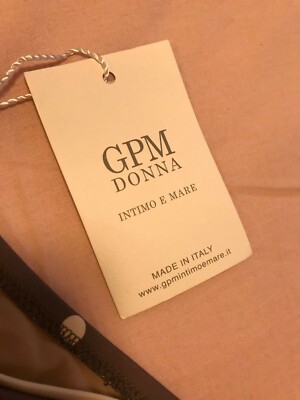 GPM
DONNA
INTIMO E MARE
MADE IN ITALY
www.gpmintimoemare.it